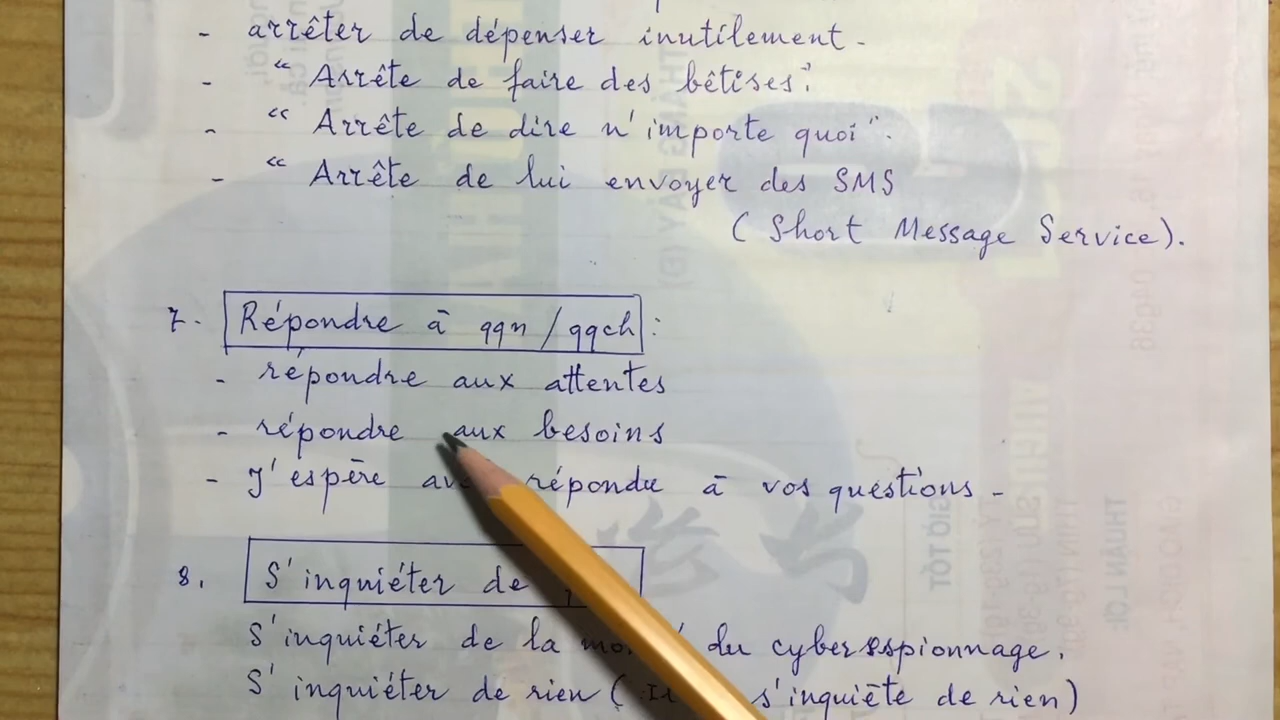 - arrêter de dépenser inutilement -
- “ Arrête de faire des bêtises”.
- “ Arrête de dire n'importe quoi”.
- “ Arrête de lui envoyer des SMS
( Short Message Service).
7. Répondre à qqn / qqch :
- répondre aux attentes
- répondre aux besoins
- J'espère répondu à vos questions -
8. S'inquiéter de
S'inquiéter de la du cyberespionnage.
S'inquiéter de rien ( s'inquiète de rien)